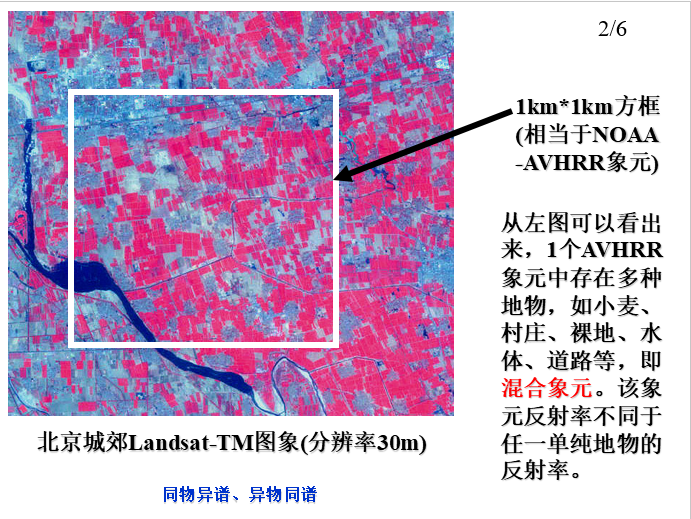 2/6
1km*1km方框
(相当于NOAA
-AVHRR象元)
从左图可以看出
来，1个AVHRR
象元中存在多种
地物，如小麦、
村庄、裸地、水
体、道路等，即
混合象元。该象
元反射率不同于
任一单纯地物的
反射率。
北京城郊Landsat-TM图象(分辨率30m)
同物异谱、异物同谱